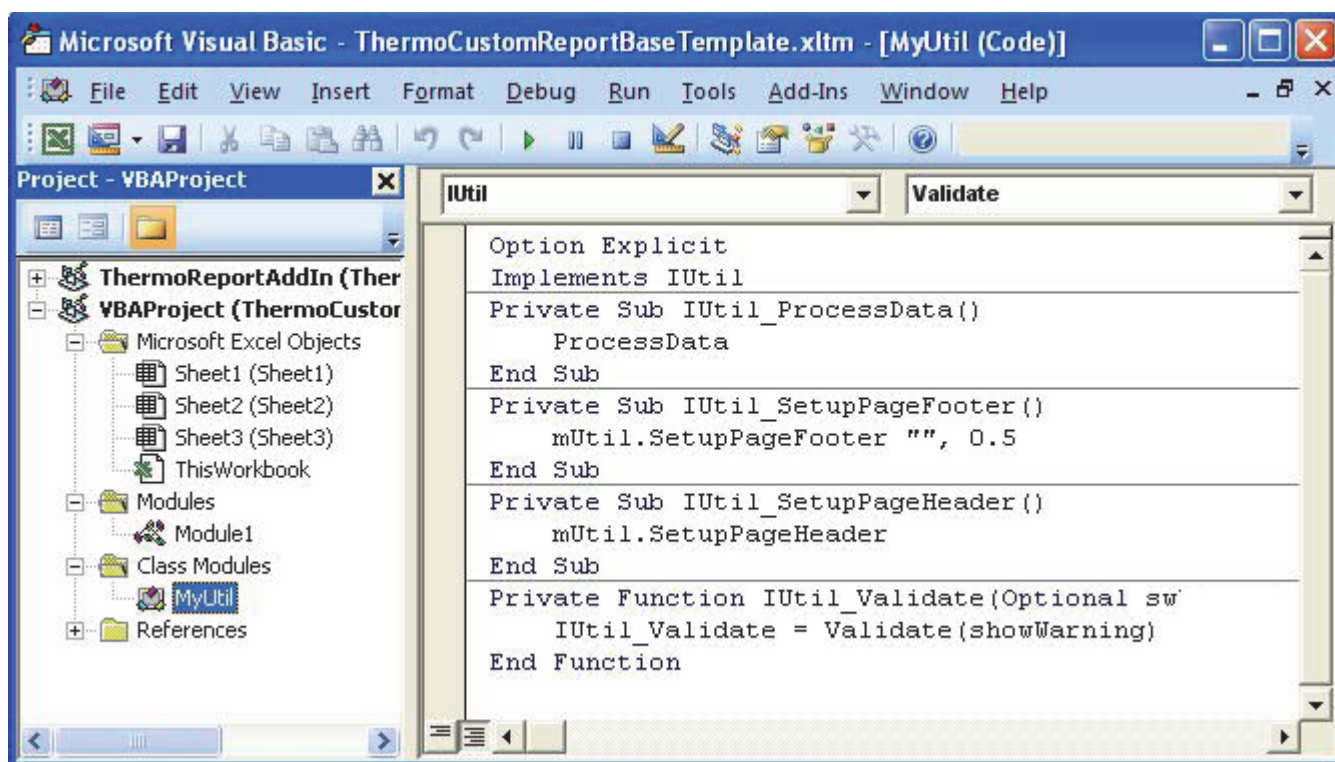 Microsoft Visual Basic - ThermoCustomReportBaseTemplate.xltm - [MyUtil (Code)]
File Edit View Insert Format Debug Run Tools Add-Ins Window Help
Project - VBAProject
IUtil
Validate
ThermoReportAddIn (Ther
VBAProject (ThermoCustor
Microsoft Excel Objects
Sheet1 (Sheet1)
Sheet2 (Sheet2)
Sheet3 (Sheet3)
ThisWorkbook
Modules
Module1
Class Modules
MyUtil
References
Option Explicit
Implements IUtil
Private Sub IUtil_ProcessData()
ProcessData
End Sub
Private Sub IUtil_SetupPageFooter()
mUtil.SetupPageFooter "", 0.5
End Sub
Private Sub IUtil_SetupPageHeader()
mUtil.SetupPageHeader
End Sub
Private Function IUtil_Validate(Optional
IUtil_Validate = Validate(showWarning)
End Function